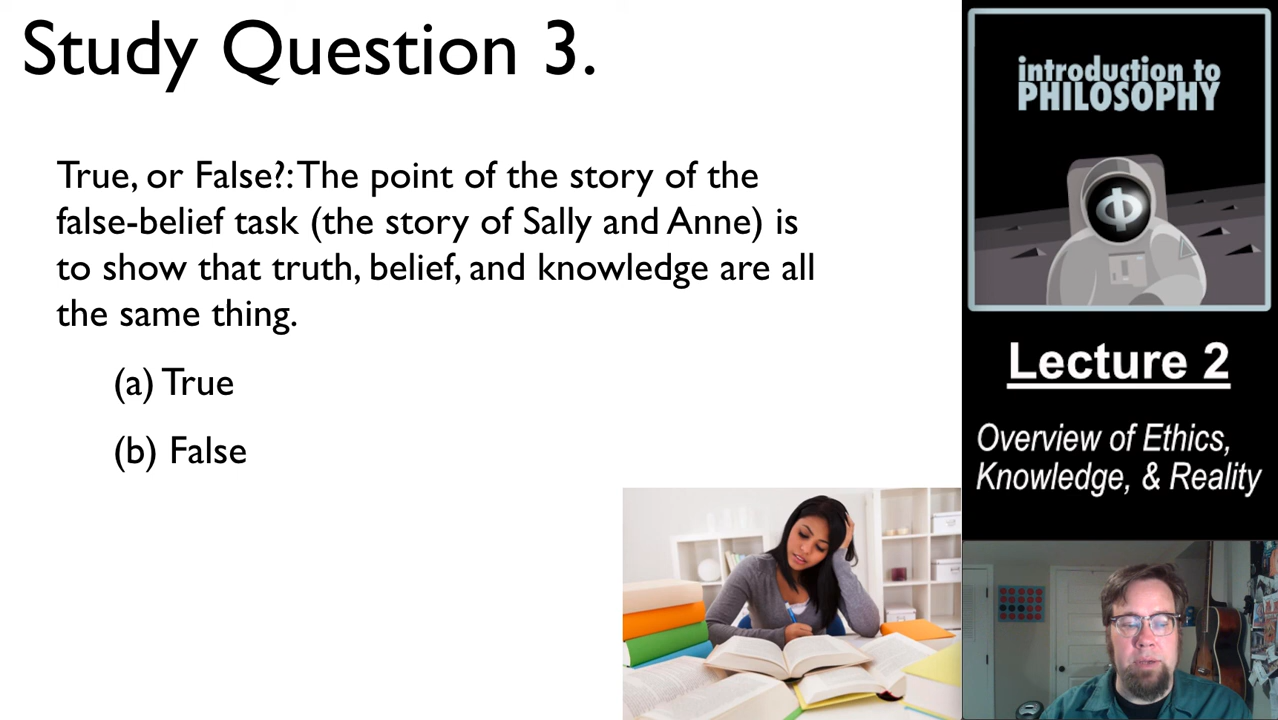 Study Question 3.
True, or False?: The point of the story of the
false-belief task (the story of Sally and Anne) is
to show that truth, belief, and knowledge are all
the same thing.
(a) True
(b) False
introduction to
PHILOSOPHY
Φ
Lecture 2
Overview of Ethics,
Knowledge, & Reality